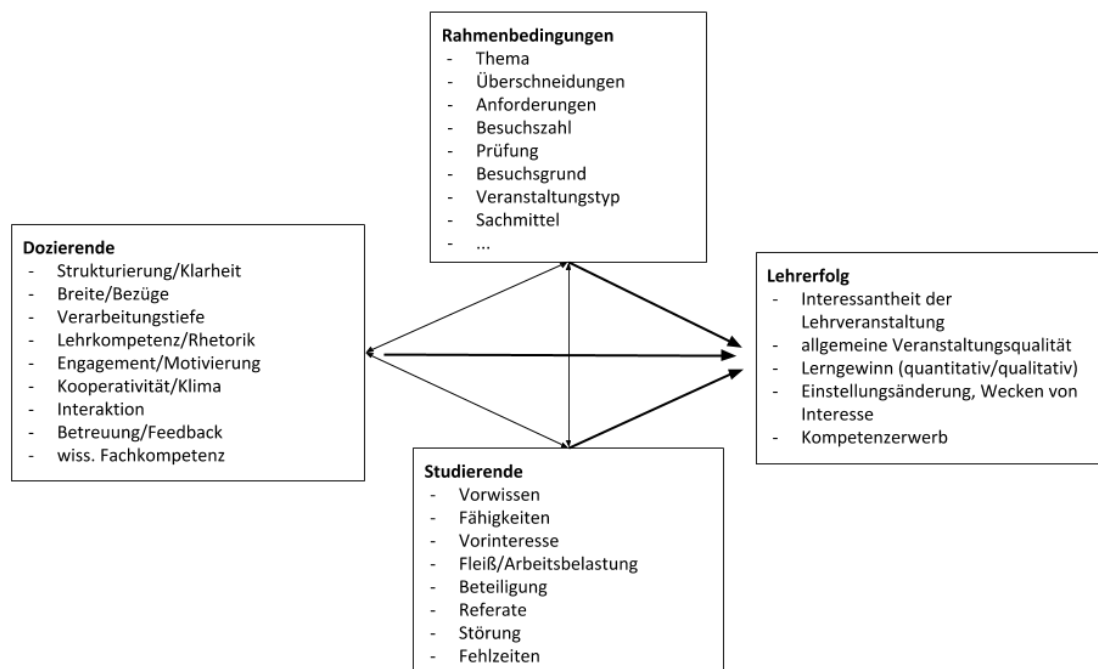 Rahmenbedingungen
- Thema
- Überschneidungen
- Anforderungen
- Besuchszahl
- Prüfung
- Besuchsgrund
- Veranstaltungstyp
- Sachmittel
- ...
Dozierende
- Strukturierung/Klarheit
- Breite/Bezüge
- Verarbeitungstiefe
- Lehrkompetenz/Rhetorik
- Engagement/Motivierung
- Kooperativität/Klima
- Interaktion
- Betreuung/Feedback
- wiss. Fachkompetenz
Lehrerfolg
- Interessantheit der
Lehrveranstaltung
- allgemeine Veranstaltungsqualität
- Lerngewinn (quantitativ/qualitativ)
- Einstellungsänderung, Wecken von
Interesse
- Kompetenzerwerb
Studierende
- Vorwissen
- Fähigkeiten
- Vorinteresse
- Fleiß/Arbeitsbelastung
- Beteiligung
- Referate
- Störung
- Fehlzeiten